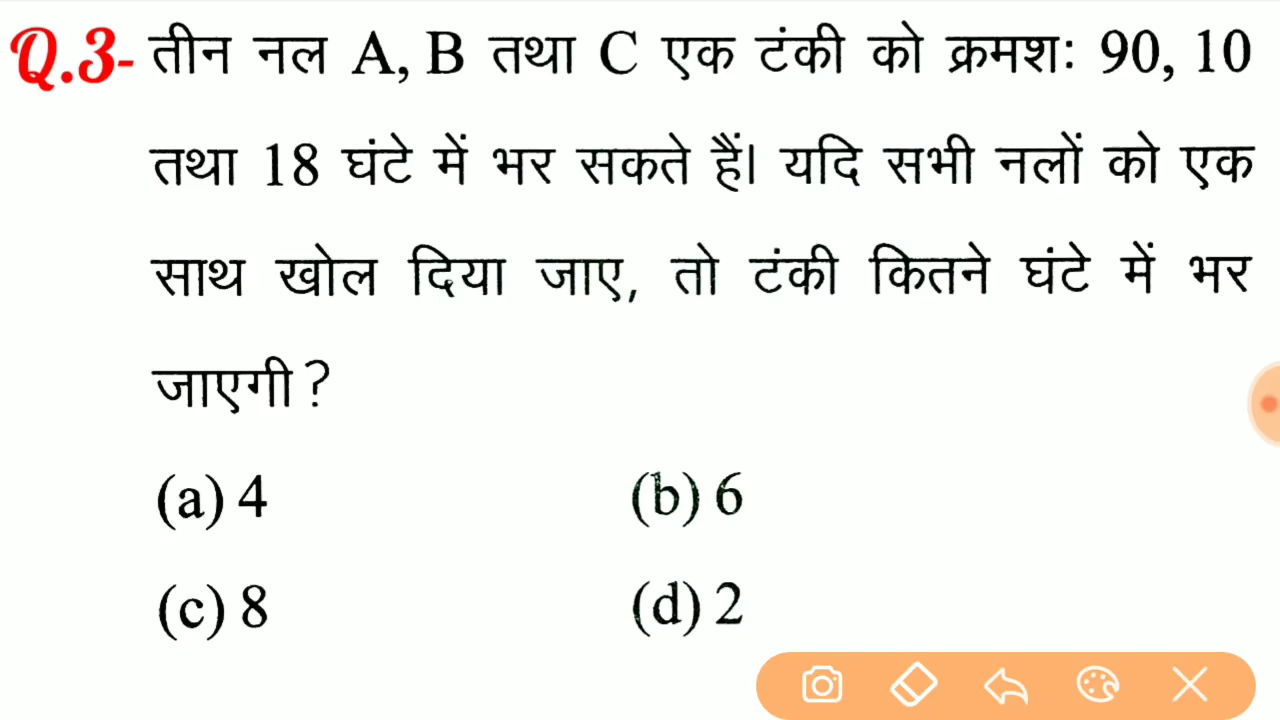 Q.3- तीन नल A, B तथा C एक टंकी को क्रमशः 90, 10
तथा 18 घंटे में भर सकते हैं। यदि सभी नलों को एक
साथ खोल दिया जाए, तो टंकी कितने घंटे में भर
जाएगी?
(a) 4 (b) 6
(c) 8 (d) 2